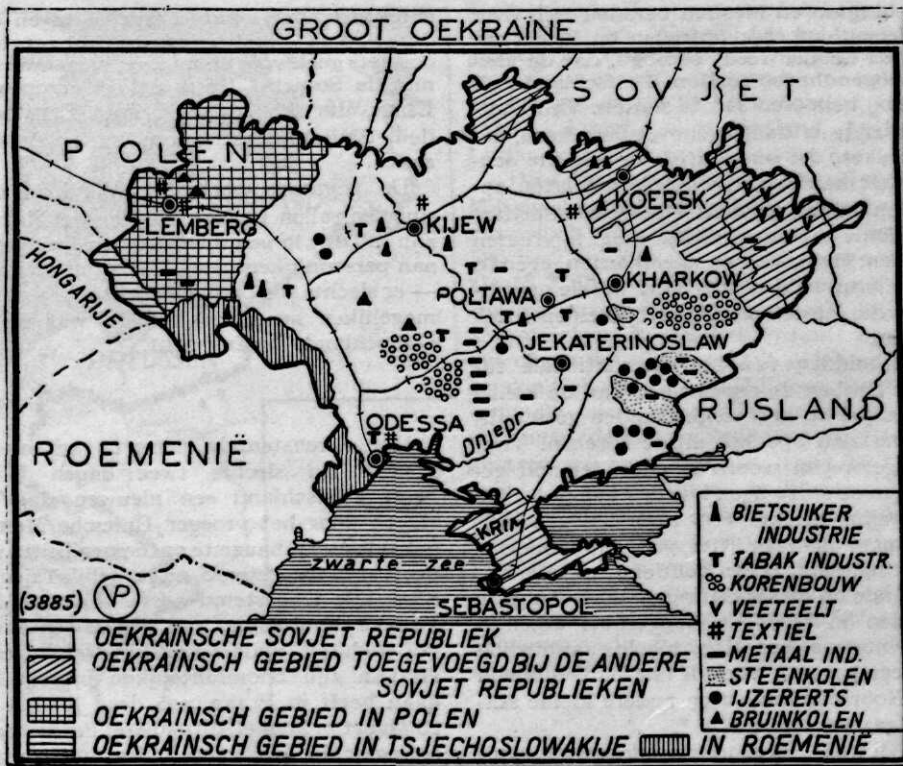 GROOT OEKRAINE
SOVJET
POLEN
LEMBERG
KIJEW
KOERSK
HONGARIJE
POLTAWA
KHARKOW
JEKATERINOSLAW
RUSLAND
ODESSA
Dnjepr
ROEMENIË
KRIM
zwarte-zee
SEBASTOPOL
(3885) VP
BIETSUIKER
INDUSTRIE
T TABAK INDUSTR.
KORENBOUW
V VEETEELT
# TEXTIEL
METAAL IND.
STEENKOLEN
IJZERERTS
BRUINKOLEN
OEKRAÏNSCHE SOVJET REPUBLIEK
OEKRAÏNSCH GEBIED TOEGEVOEGD BIJ DE ANDERE
SOVJET REPUBLIEKEN
OEKRAÏNSCH GEBIED IN POLEN
OEKRAÏNSCH GEBIED IN TSJECHOSLOWAKIJE IN ROEMENIË